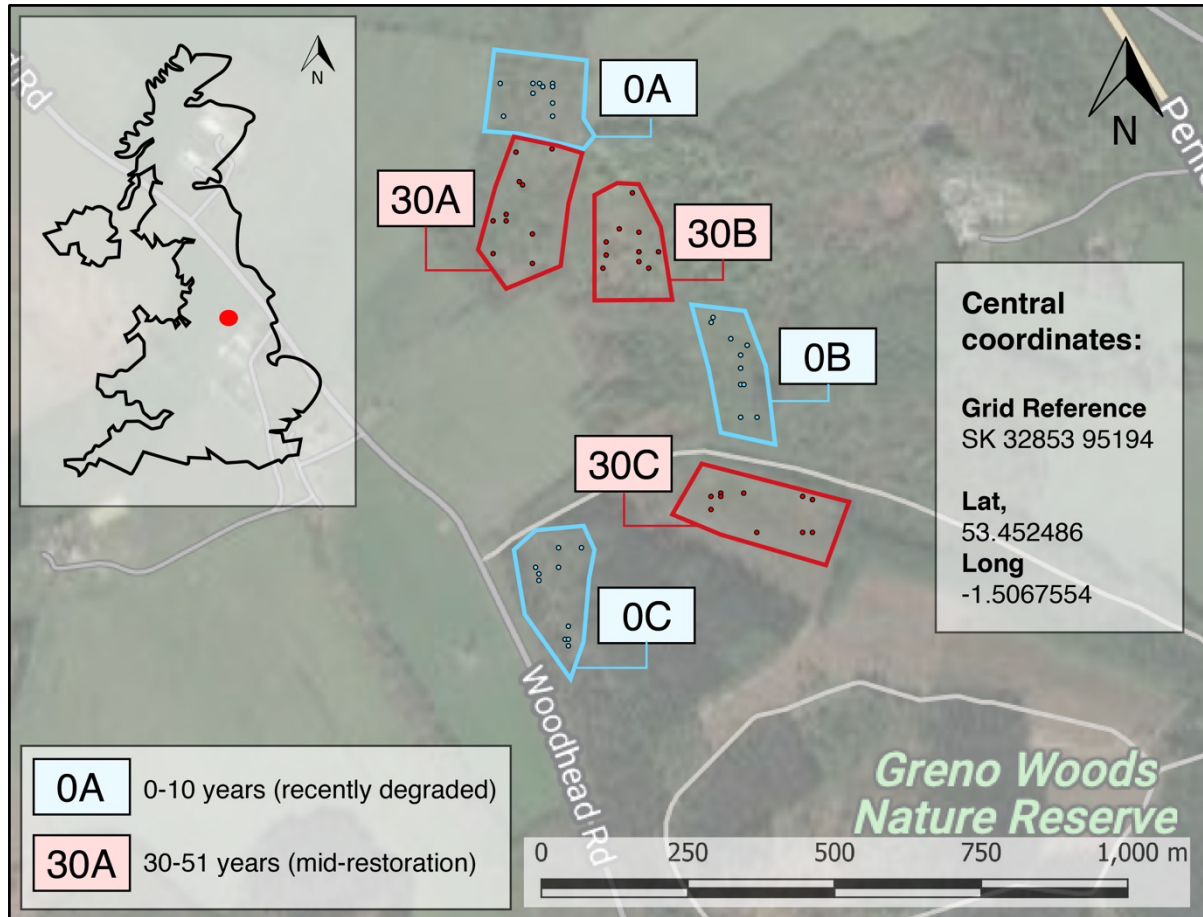 d Rd
N
0A
N
Penn
30A
30B
0B
30C
0C
Central
coordinates:
Grid Reference
SK 32853 95194
Lat,
53.452486
Long
-1.5067554
Woodhead Rd
Greno Woods
Nature Reserve
0A 0-10 years (recently degraded)
30A 30-51 years (mid-restoration)
0 250 500 750 1,000 m